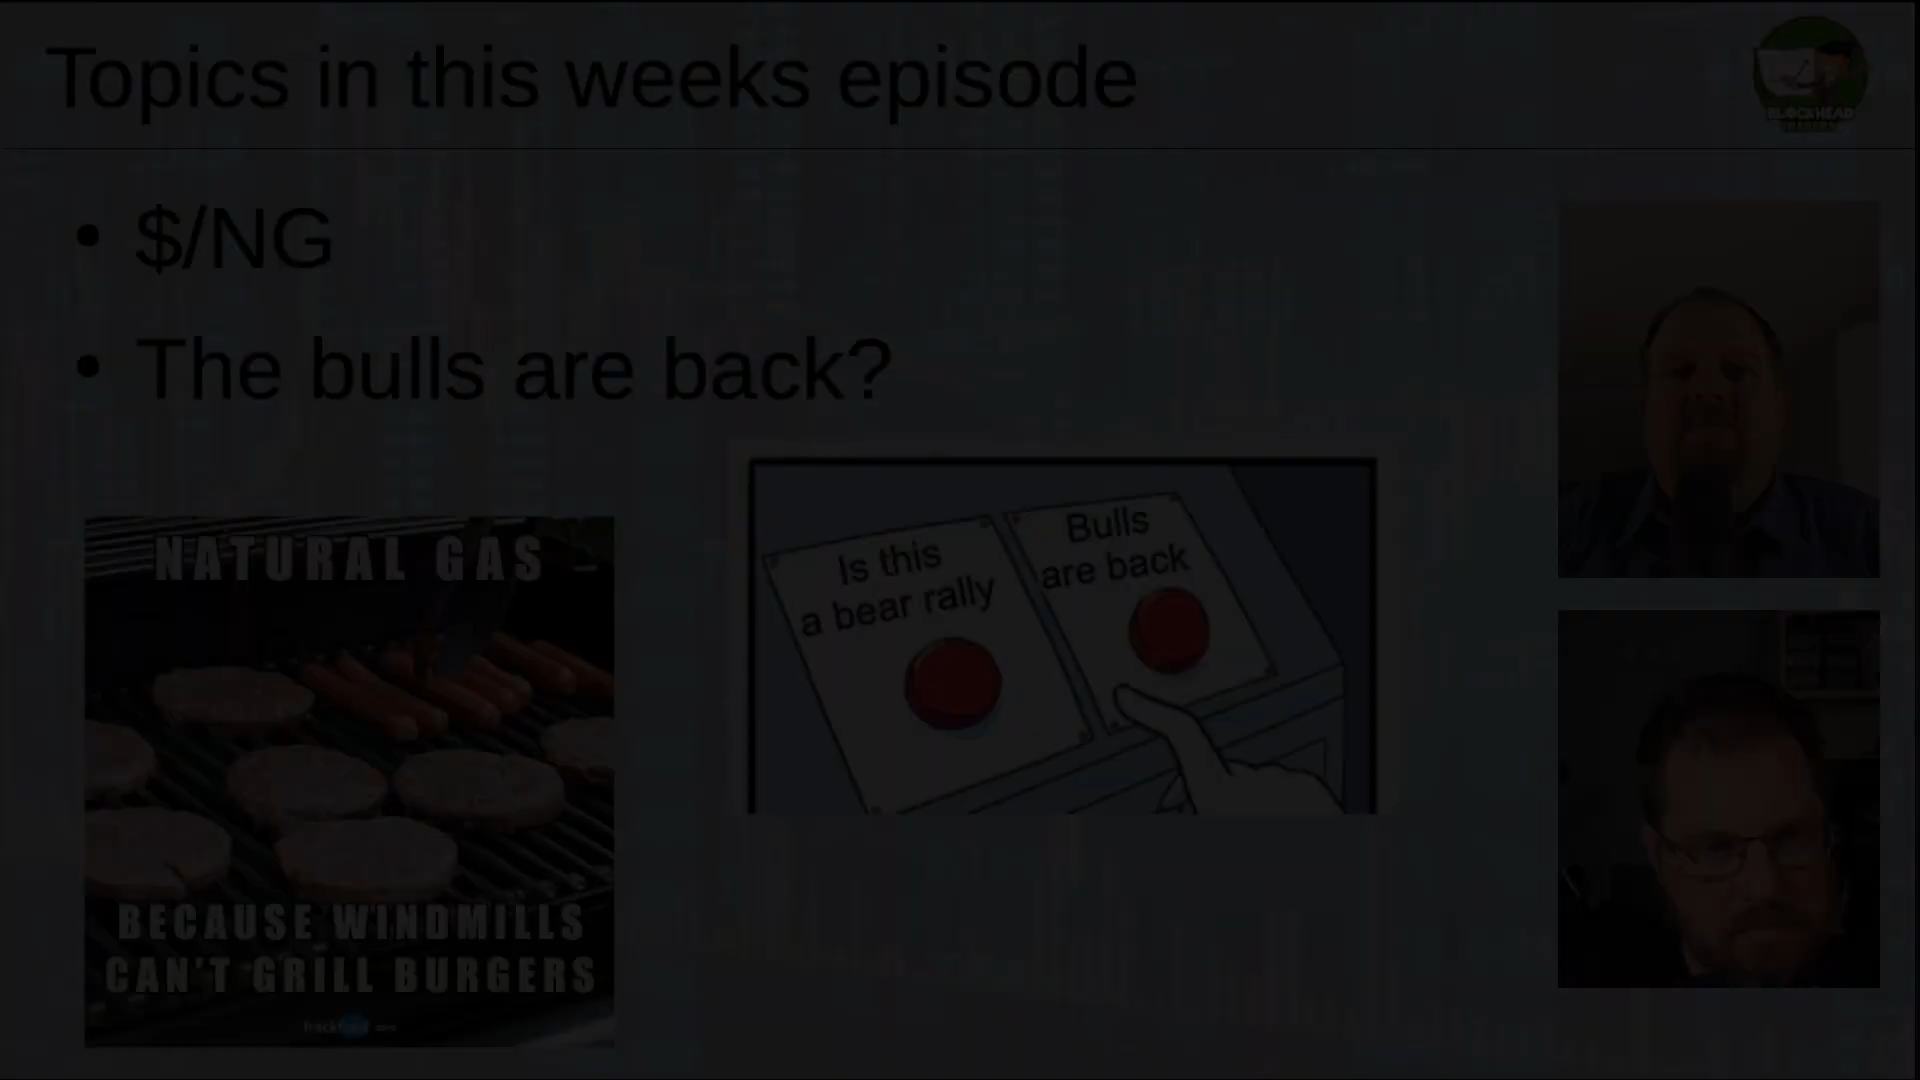 Topics in this weeks episode
BLOCKHEAD
• $/NG
• The bulls are back?
NATURAL GAS
BECAUSE WINDMILLS
CAN'T GRILL BURGERS
Is this
a bear rally
Bulls
are back